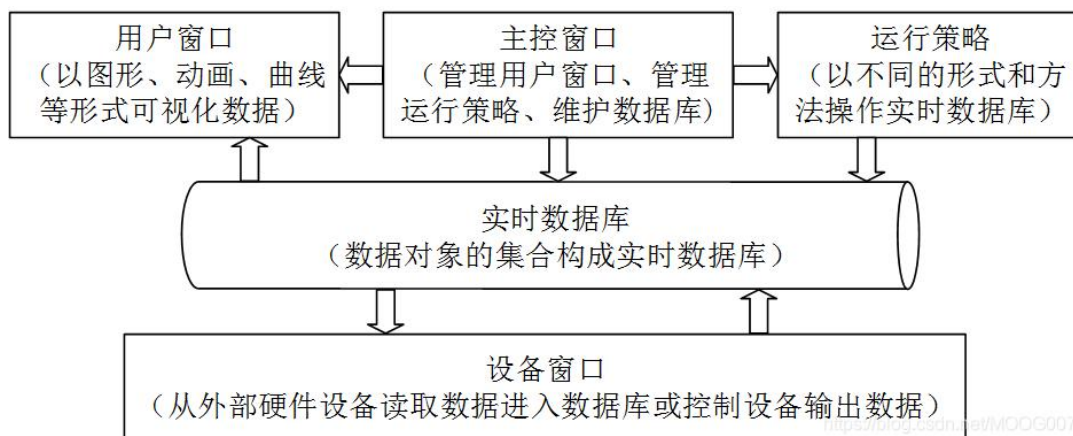 用户窗口
（以图形、动画、曲线
等形式可视化数据）
主控窗口
（管理用户窗口、管理
运行策略、维护数据库)
运行策略
（以不同的形式和方
法操作实时数据库）
实时数据库
（数据对象的集合构成实时数据库）
设备窗口
（从外部硬件设备读取数据进入数据库或控制设备输出数据）
https://blog.csdn.net/MOOG007